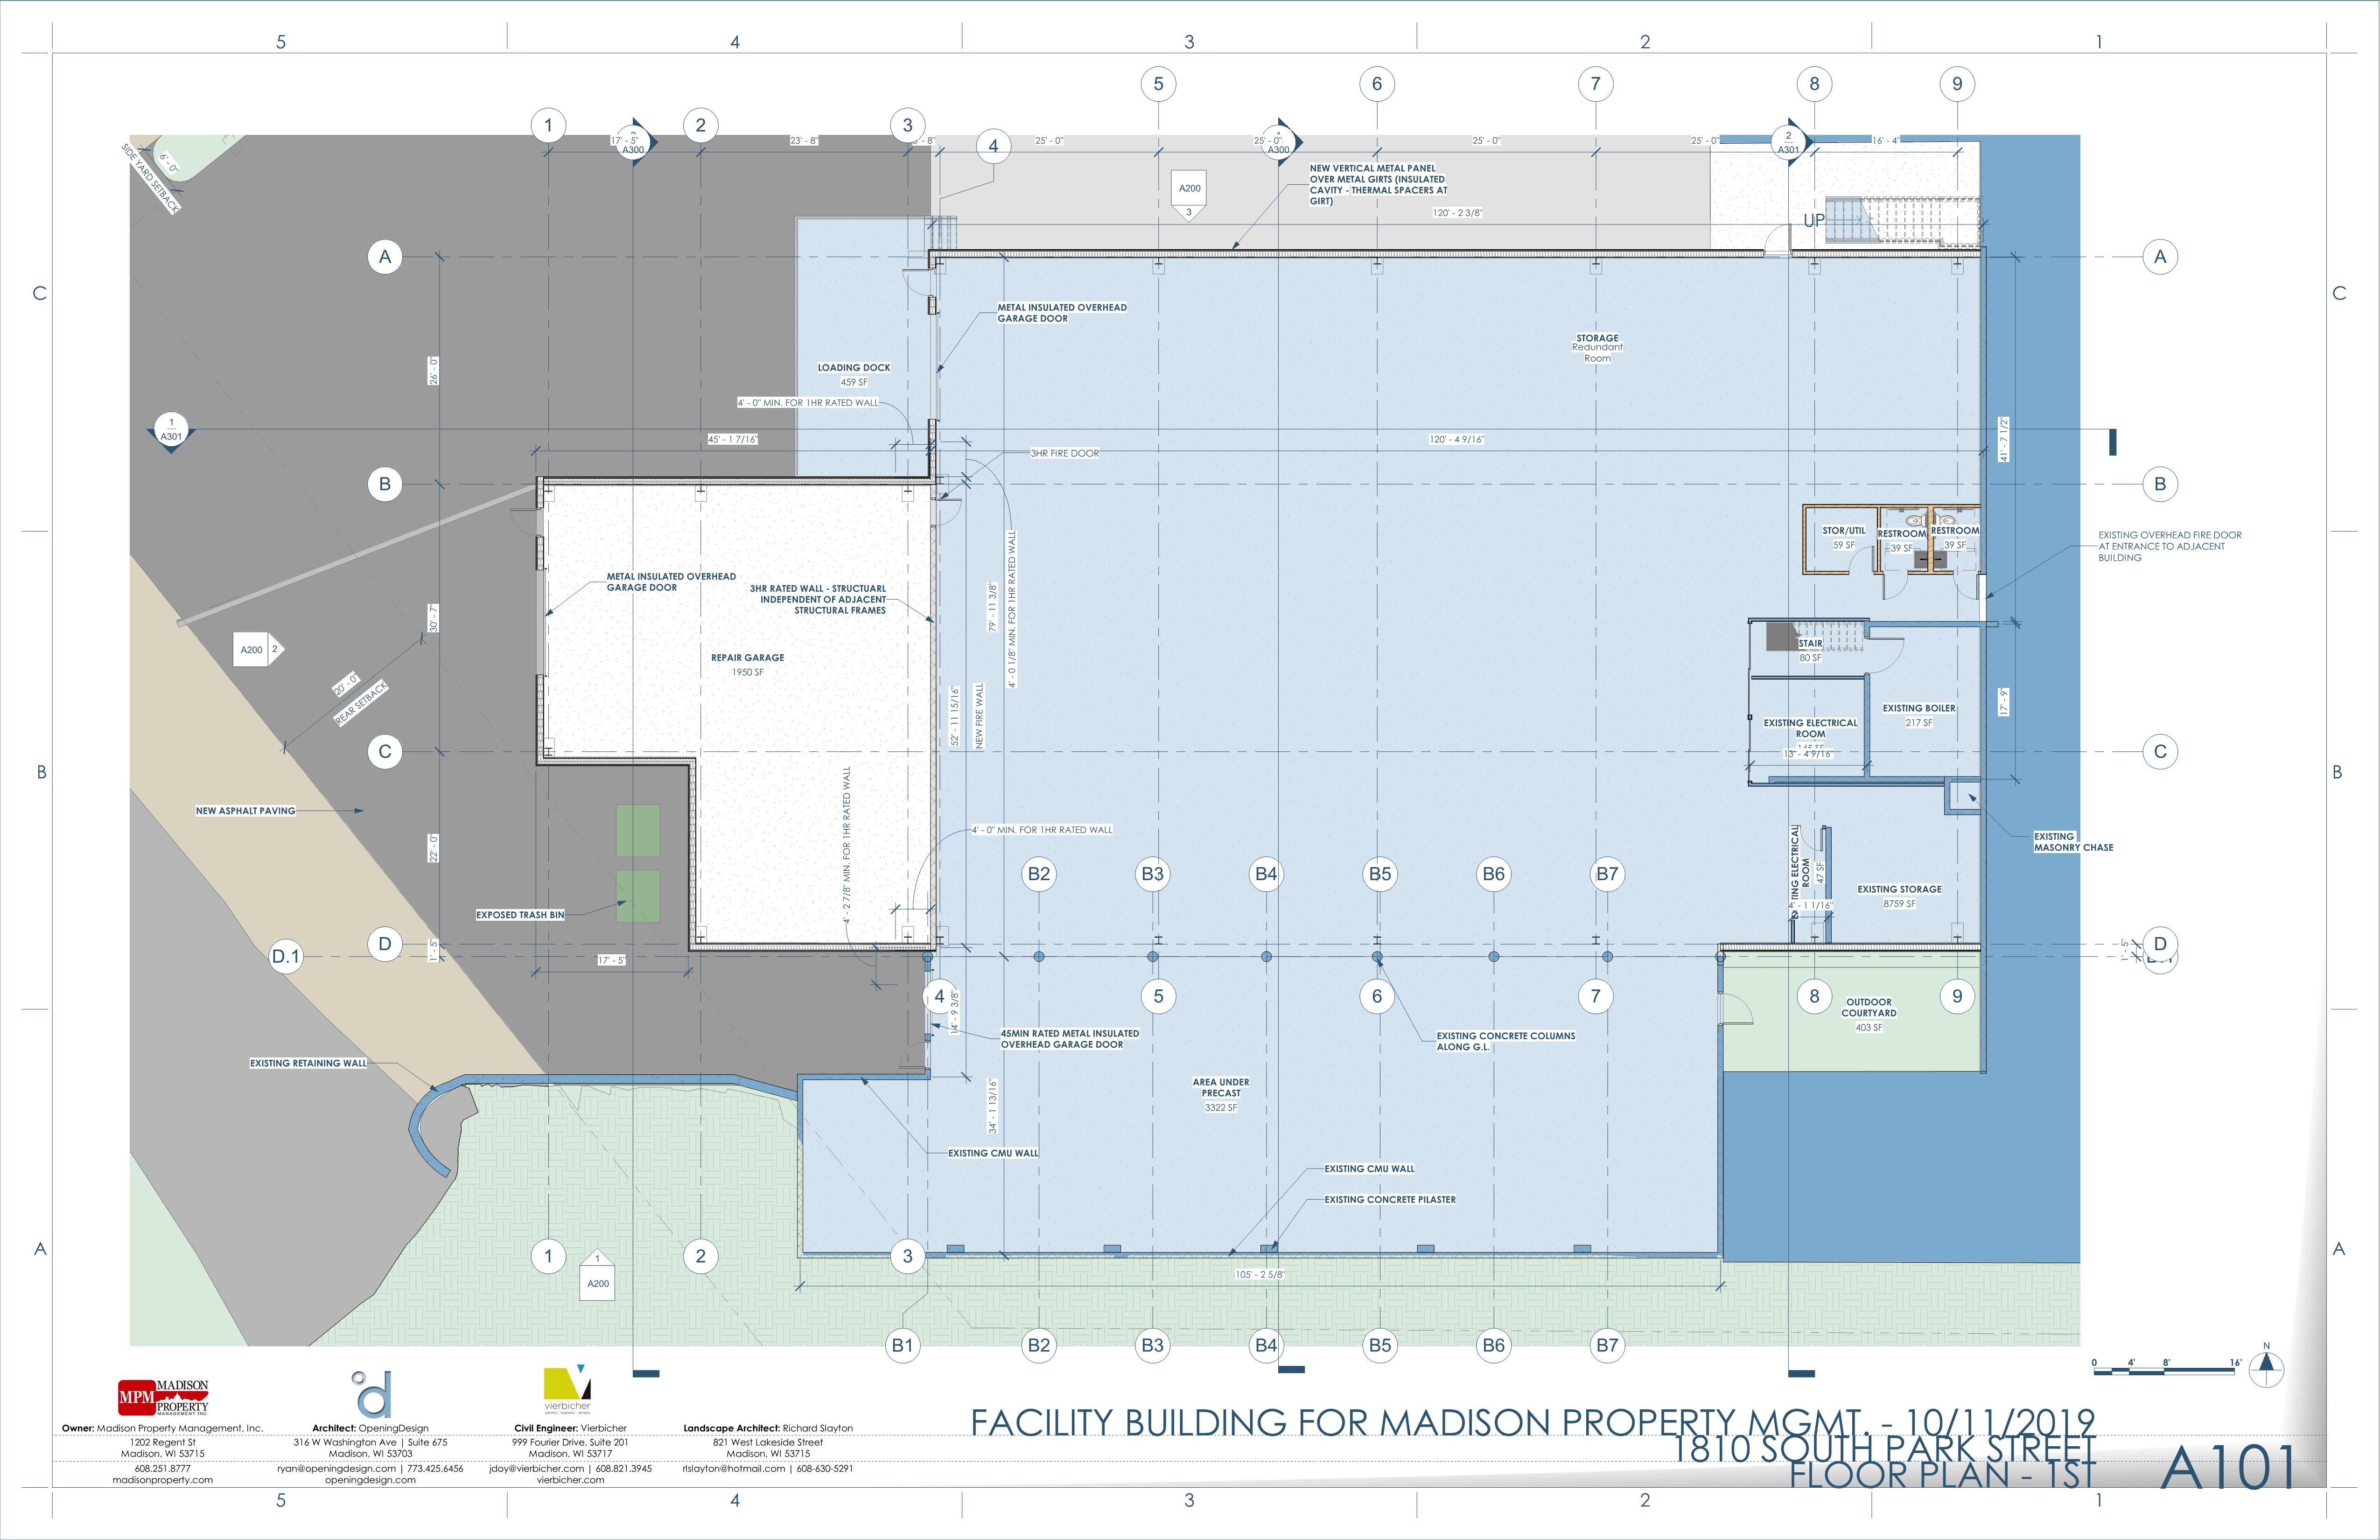 5
4
3
2
1
5
6
7
8
9
1
2
3
4
17' - 5"
A300
23' - 8"
25' - 0"
25' - 0"
A300
25' - 0"
25' - 0"
2
A301
16' - 4"
SIDE YARD SETBACK
6' - 0"
NEW VERTICAL METAL PANEL
OVER METAL GIRTS (INSULATED
CAVITY - THERMAL SPACERS AT
GIRT)
A200
3
120' - 2 3/8"
UP
A
A
C
C
METAL INSULATED OVERHEAD
GARAGE DOOR
STORAGE
Redundant
Room
LOADING DOCK
459 SF
26' - 0"
4' - 0" MIN. FOR 1HR RATED WALL
1
A301
45' - 1 7/16"
120' - 4 9/16"
41' - 7 1/2"
3HR FIRE DOOR
B
B
STOR/UTIL
59 SF
RESTROOM
39 SF
RESTROOM
39 SF
EXISTING OVERHEAD FIRE DOOR
AT ENTRANCE TO ADJACENT
BUILDING
METAL INSULATED OVERHEAD
GARAGE DOOR
3HR RATED WALL - STRUCTUARL
INDEPENDENT OF ADJACENT
STRUCTURAL FRAMES
79' - 11 3/8"
4' - 0 1/8" MIN. FOR 1HR RATED WALL
30' - 7"
A200
2
REPAIR GARAGE
1950 SF
STAIR
80 SF
20' - 0"
REAR SETBACK
52' - 11 15/16"
NEW FIRE WALL
EXISTING BOILER
217 SF
17' - 9"
EXISTING ELECTRICAL
ROOM
13' - 4 9/16"
C
C
B
B
NEW ASPHALT PAVING
22' - 0"
4' - 2 7/8" MIN. FOR 1HR RATED WALL
4' - 0" MIN. FOR 1HR RATED WALL
EXISTING
MASONRY CHASE
B2
B3
B4
B5
B6
B7
ROOM
47 SF
EXISTING STORAGE
8759 SF
4' - 1 1/16"
EXPOSED TRASH BIN
D.1
D
1' - 5"
17' - 5"
D
1' - 5"
4
5
6
7
8
9
14' - 9 3/8"
OUTDOOR
COURTYARD
403 SF
45MIN RATED METAL INSULATED
OVERHEAD GARAGE DOOR
EXISTING CONCRETE COLUMNS
ALONG G.L.
EXISTING RETAINING WALL
AREA UNDER
PRECAST
3322 SF
34' - 1 13/16"
EXISTING CMU WALL
EXISTING CMU WALL
EXISTING CONCRETE PILASTER
A
A
1
2
3
1
A200
105' - 2 5/8"
B1
B2
B3
B4
B5
B6
B7
0 4' 8' 16'
N
MPM MADISON
PROPERTY
MANAGEMENT INC.
Owner: Madison Property Management, Inc.
1202 Regent St
Madison, WI 53715
608.251.8777
madisonproperty.com
d
Architect: OpeningDesign
316 W Washington Ave | Suite 675
Madison, WI 53703
ryan@openingdesign.com | 773.425.6456
openingdesign.com
vierbicher
Civil Engineer: Vierbicher
999 Fourier Drive, Suite 201
Madison, WI 53717
jdoy@vierbicher.com | 608.821.3945
vierbicher.com
Landscape Architect: Richard Slayton
821 West Lakeside Street
Madison, WI 53715
rlslayton@hotmail.com | 608-630-5291
FACILITY BUILDING FOR MADISON PROPERTY MGMT. - 10/11/2019
1810 SOUTH PARK STREET
FLOOR PLAN - 1ST
A101
5
4
3
2
1